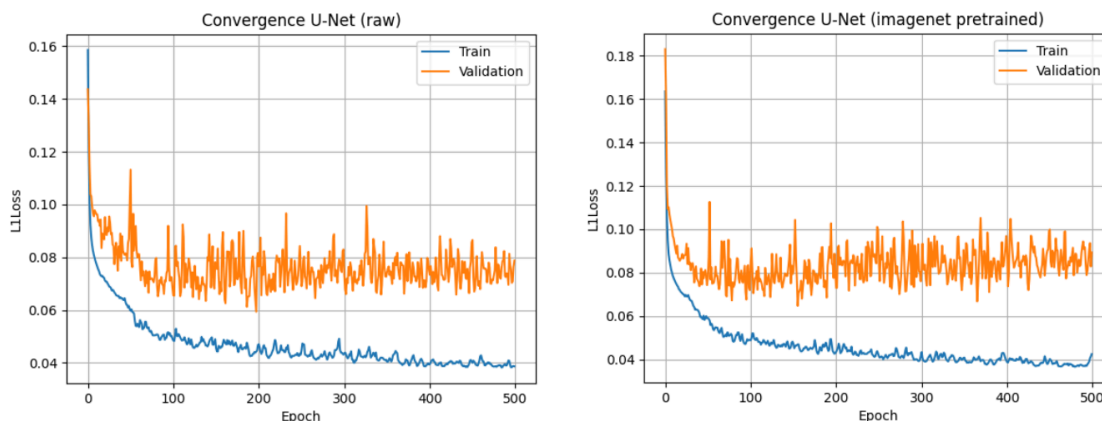 Convergence U-Net (raw)
0.16
0.14
0.12
0.10
0.08
0.06
0.04
L1Loss
Train
Validation
0
100
200
300
400
500
Epoch
Convergence U-Net (imagenet pretrained)
0.18
0.16
0.14
0.12
0.10
0.08
0.06
0.04
L1Loss
Train
Validation
0
100
200
300
400
500
Epoch